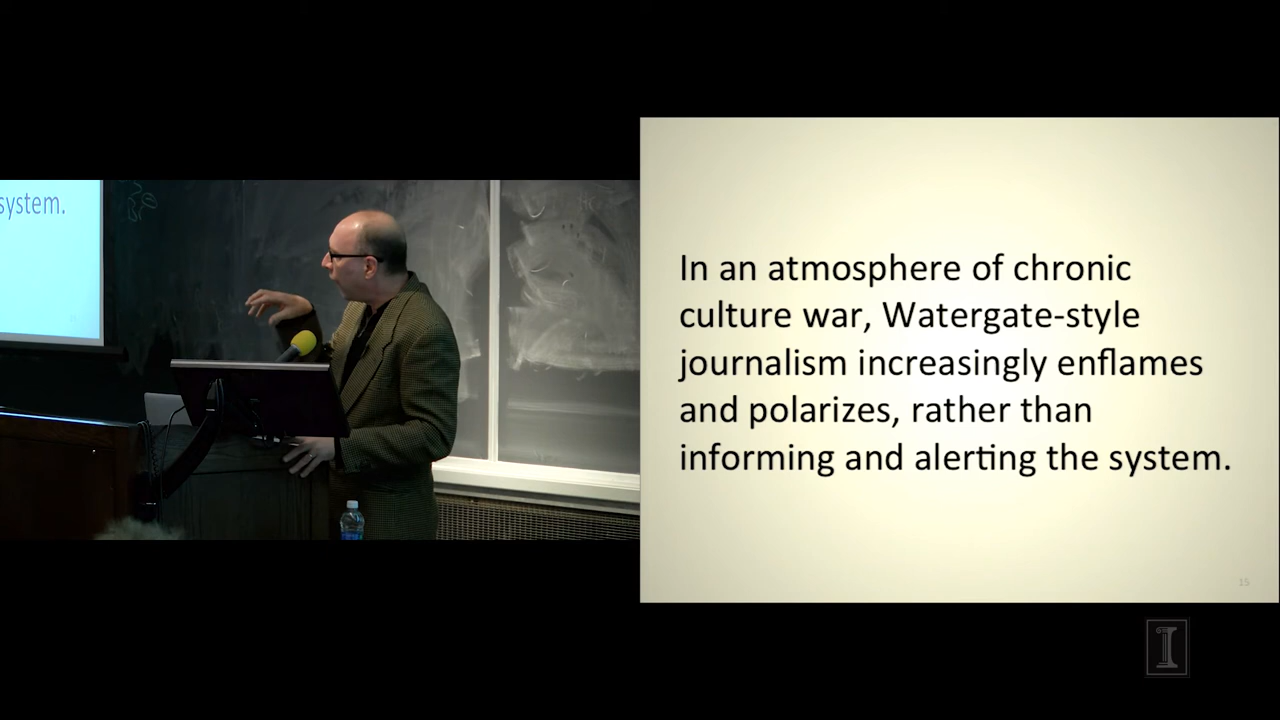 system.
In an atmosphere of chronic
culture war, Watergate-style
journalism increasingly enflames
and polarizes, rather than
informing and alerting the system.
15
I